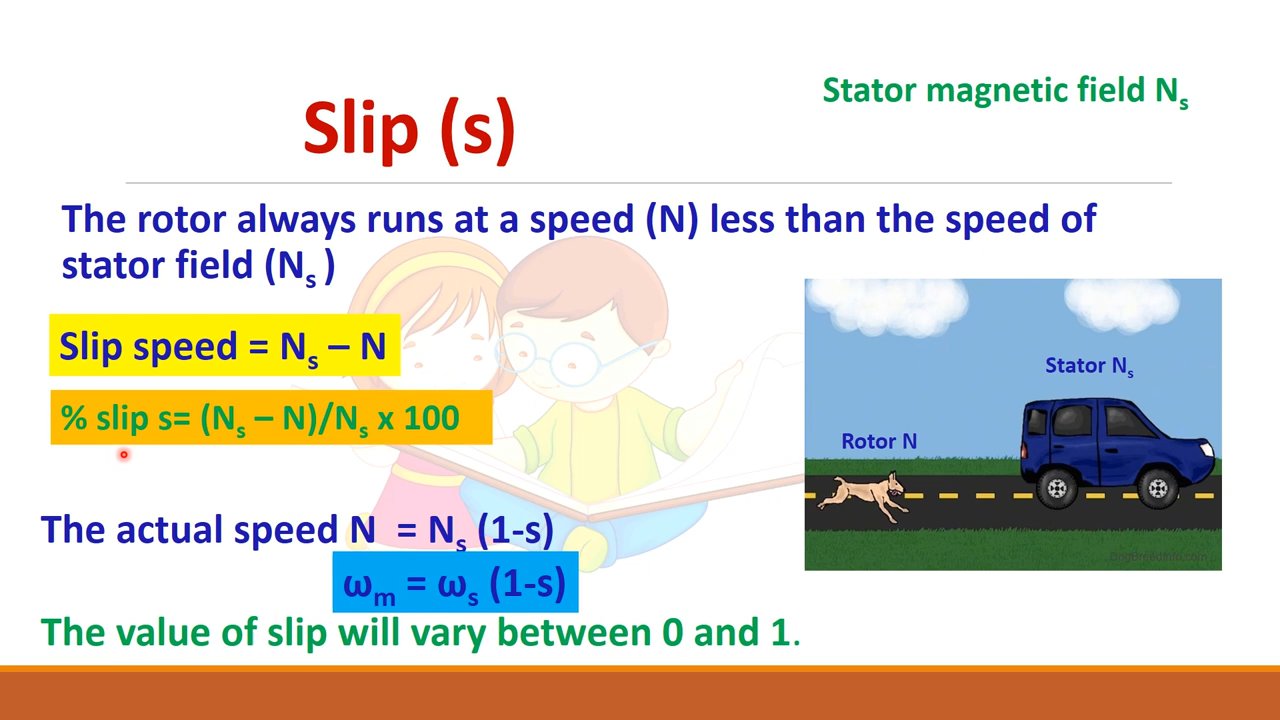 Stator magnetic field Ns
Slip (s)
The rotor always runs at a speed (N) less than the speed of
stator field (Ns )
Slip speed = Ns – N
% slip s= (Ns – N)/Ns x 100
Stator Ns
Rotor N
DogBreedInfo.com
The actual speed N = Ns (1-s)
ωm = ωs (1-s)
The value of slip will vary between 0 and 1.